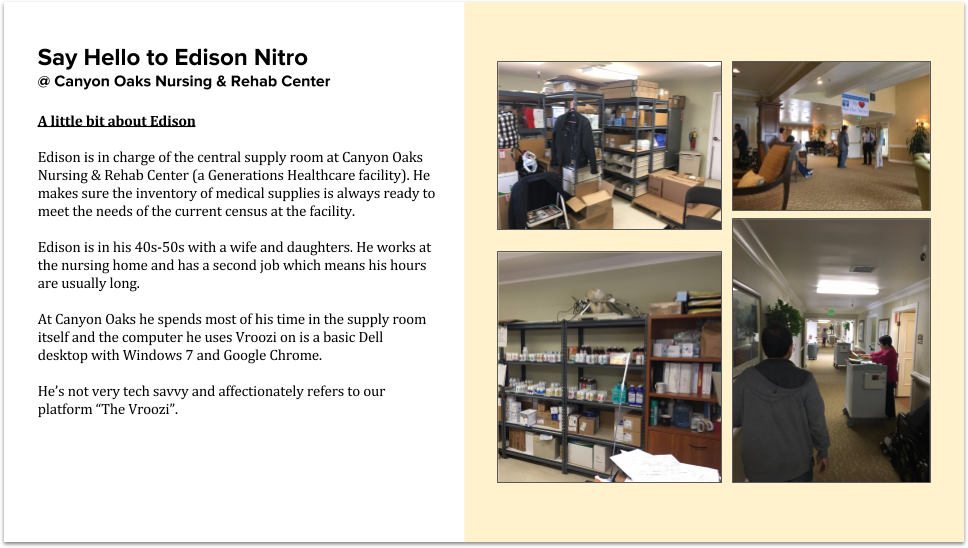 Say Hello to Edison Nitro
@ Canyon Oaks Nursing & Rehab Center
A little bit about Edison
Edison is in charge of the central supply room at Canyon Oaks
Nursing & Rehab Center (a Generations Healthcare facility). He
makes sure the inventory of medical supplies is always ready to
meet the needs of the current census at the facility.
Edison is in his 40s-50s with a wife and daughters. He works at
the nursing home and has a second job which means his hours
are usually long.
At Canyon Oaks he spends most of his time in the supply room
itself and the computer he uses Vroozi on is a basic Dell
desktop with Windows 7 and Google Chrome.
He’s not very tech savvy and affectionately refers to our
platform “The Vroozi”.